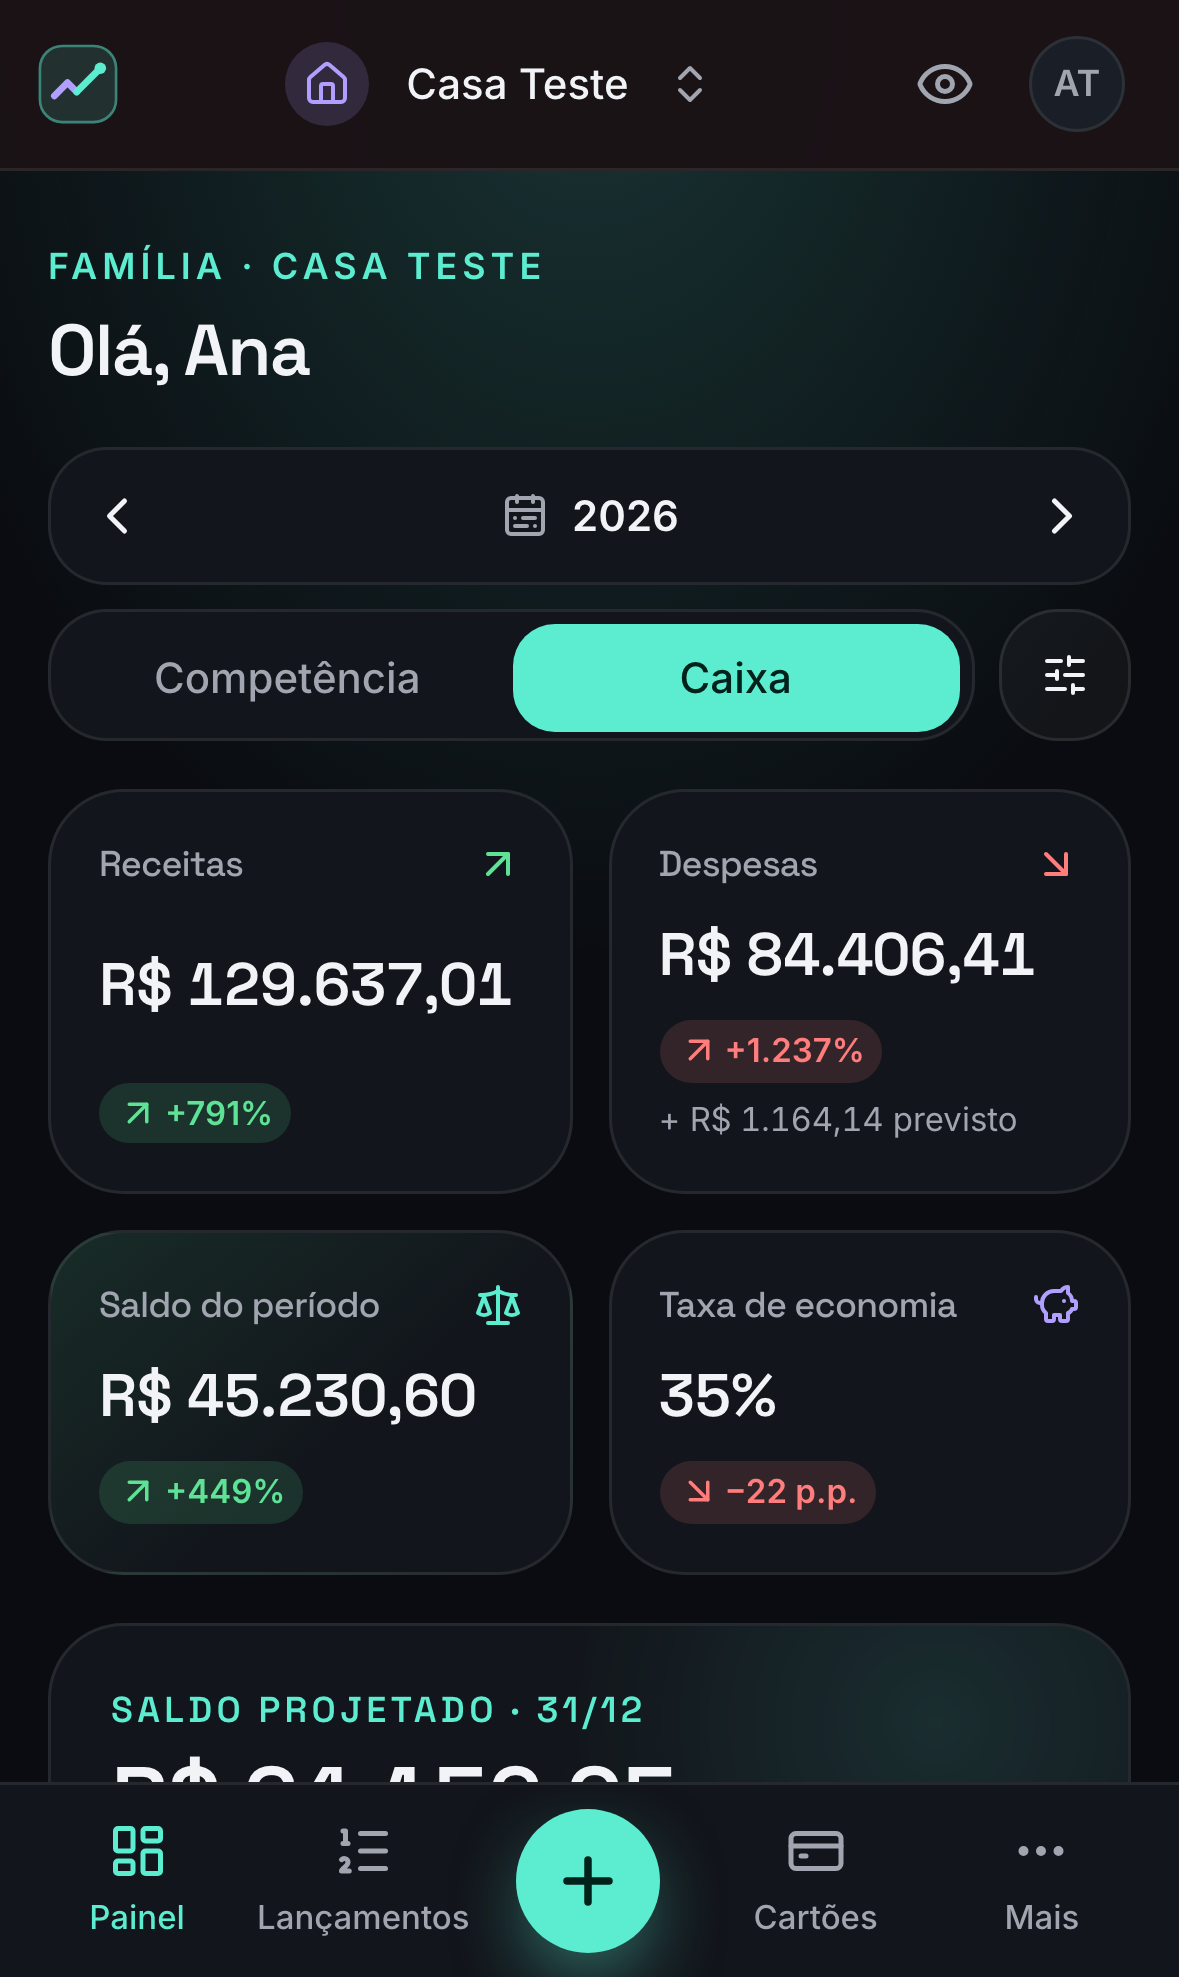 Casa Teste
AT
FAMÍLIA · CASA TESTE
Olá, Ana
2026
Competência
Caixa
Receitas
R$ 129.637,01
+791%
Despesas
R$ 84.406,41
+1.237%
+ R$ 1.164,14 previsto
Saldo do período
R$ 45.230,60
+449%
Taxa de economia
35%
−22 p.p.
SALDO PROJETADO · 31/12
Painel
Lançamentos
Cartões
Mais